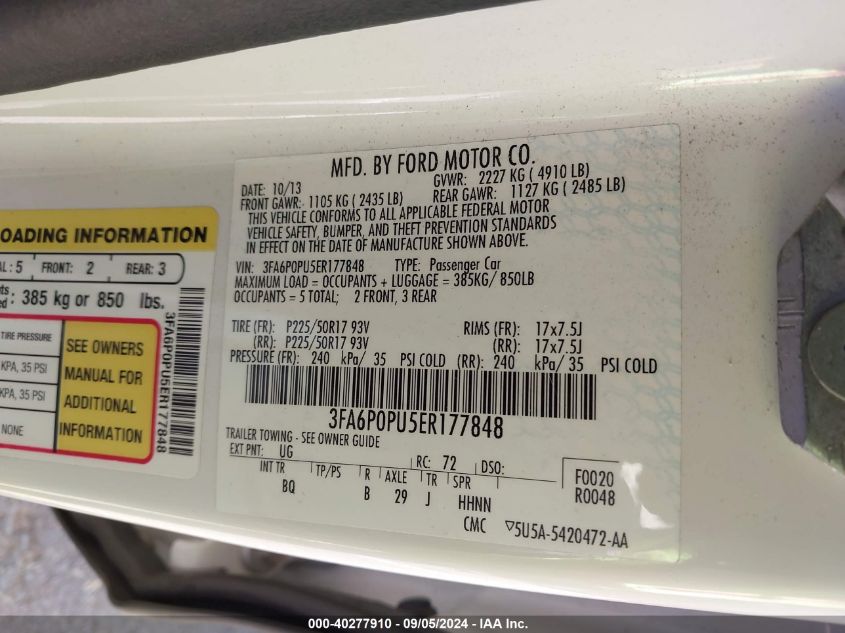 MFD. BY FORD MOTOR CO.
DATE: 10/13 GVWR: 2227 KG ( 4910 LB)
FRONT GAWR: 1105 KG ( 2435 LB) REAR GAWR: 1127 KG ( 2485 LB)
THIS VEHICLE CONFORMS TO ALL APPLICABLE FEDERAL MOTOR
VEHICLE SAFETY, BUMPER, AND THEFT PREVENTION STANDARDS
IN EFFECT ON THE DATE OF MANUFACTURE SHOWN ABOVE.
VIN: 3FA6P0PU5ER177848 TYPE: Passenger Car
MAXIMUM LOAD = OCCUPANTS + LUGGAGE = 385KG/ 850LB
OCCUPANTS = 5 TOTAL; 2 FRONT, 3 REAR
TIRE (FR): P225/50R17 93V RIMS (FR): 17x7.5J
(RR): P225/50R17 93V (RR): 17x7.5J
PRESSURE (FR): 240 kPa/ 35 PSI COLD (RR): 240 kPa/ 35 PSI COLD
3FA6P0PU5ER177848
TRAILER TOWING - SEE OWNER GUIDE
EXT PNT: UG RC: 72 DSO:
INT TR TP/PS R AXLE TR SPR F0020
BQ B 29 J HHNN R0048
CMC ▽5U5A-5420472-AA
OADING INFORMATION
AL: 5 FRONT: 2 REAR: 3
385 kg or 850 lbs.
TIRE PRESSURE
KPA, 35 PSI
KPA, 35 PSI
NONE
SEE OWNERS
MANUAL FOR
ADDITIONAL
INFORMATION
3FA6P0PU5ER177848
000-40277910 - 09/05/2024 - IAA Inc.